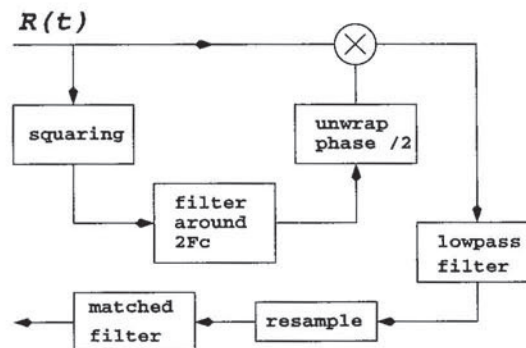 R(t)
squaring
unwrap
phase /2
filter
around
2Fc
lowpass
filter
matched
filter
resample